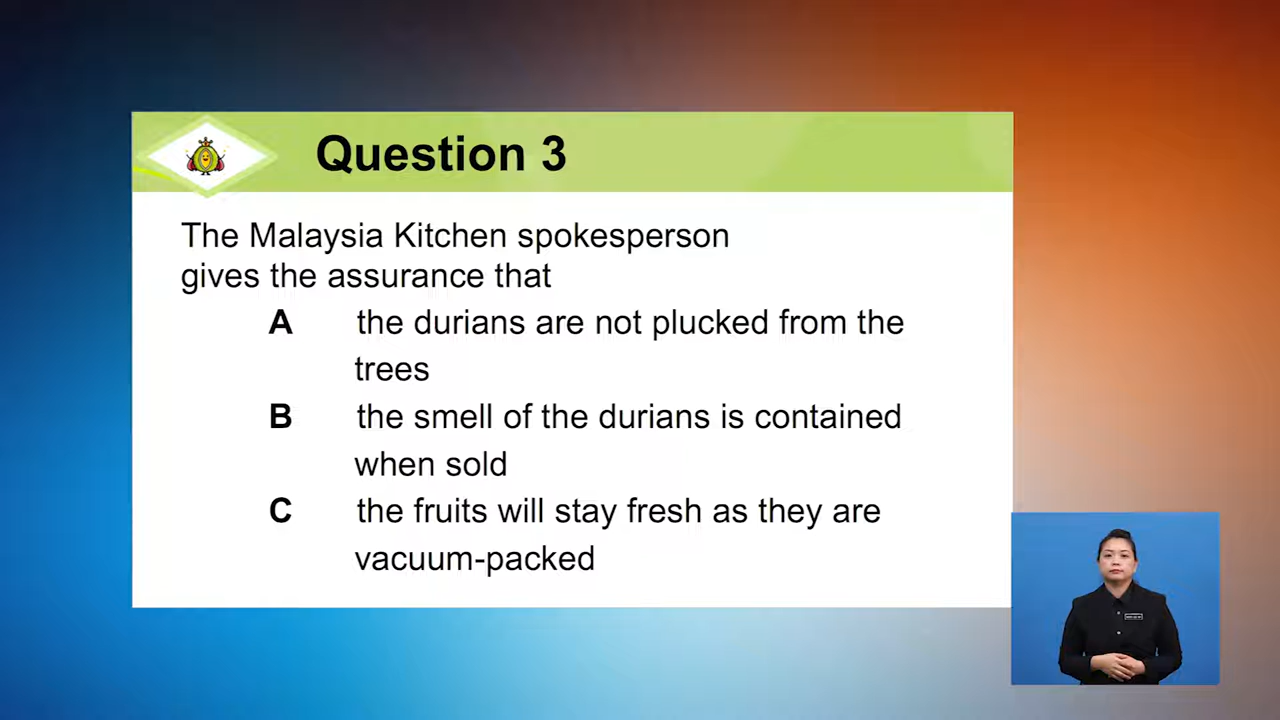 Question 3
The Malaysia Kitchen spokesperson
gives the assurance that
A the durians are not plucked from the
trees
B the smell of the durians is contained
when sold
C the fruits will stay fresh as they are
vacuum-packed